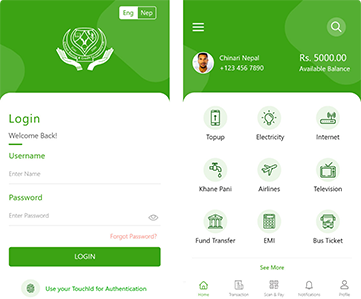 Eng Nep
Login
Welcome Back!
Username
Enter Name
Password
Enter Password
Forgot Password?
LOGIN
Use your TouchId for Authentication
Chinari Nepal
+123 456 7890
Rs. 5000.00
Available Balance
Topup Electricity Internet
Khane Pani Airlines Television
Fund Transfer EMI Bus Ticket
See More
Home Transaction Scan & Pay Notifications Profile